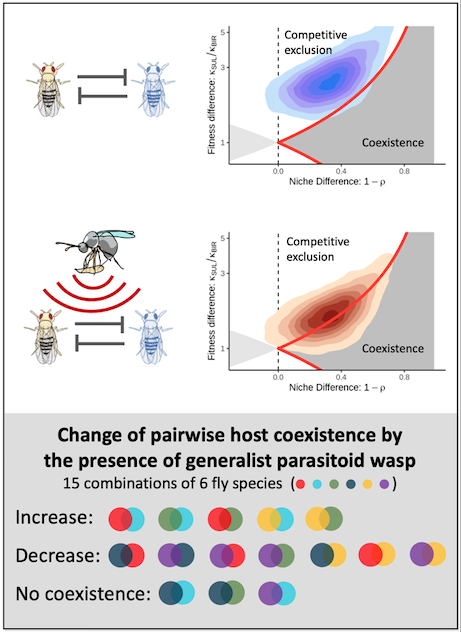 Competitive
exclusion
Fitness difference: κSUL/κBIR
5
3
1
Coexistence
0.0 0.4 0.8
Niche Difference: 1 − ρ
Competitive
exclusion
Fitness difference: κSUL/κBIR
5
3
1
Coexistence
0.0 0.4 0.8
Niche Difference: 1 − ρ
Change of pairwise host coexistence by
the presence of generalist parasitoid wasp
15 combinations of 6 fly species ( )
Increase:
Decrease:
No coexistence: